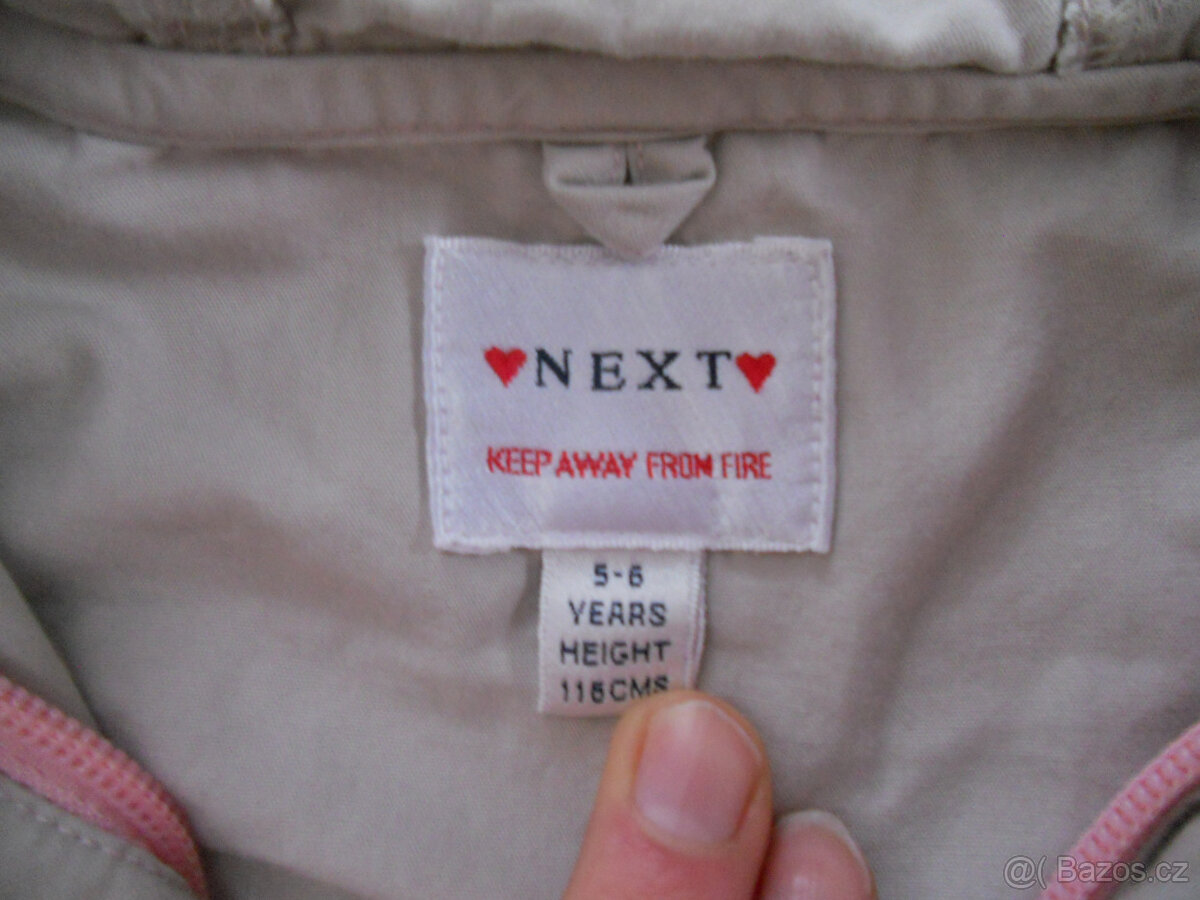 ♥NEXT♥
KEEP AWAY FROM FIRE
5-6
YEARS
HEIGHT
116CMS
@( Bazos.cz